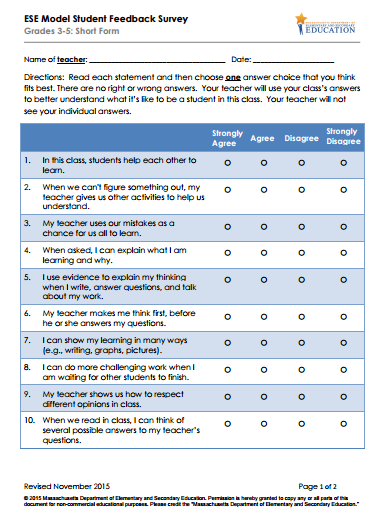 ESE Model Student Feedback Survey
Grades 3-5: Short Form
MASSACHUSETTS DEPARTMENT OF
ELEMENTARY AND SECONDARY
EDUCATION
Name of teacher: ______________________________ Date: __________________
Directions: Read each statement and then choose one answer choice that you think
fits best. There are no right or wrong answers. Your teacher will use your class's answers
to better understand what it's like to be a student in this class. Your teacher will not
see your individual answers.
Strongly Agree Agree Disagree Strongly Disagree
1. In this class, students help each other to
learn.
2. When we can't figure something out, my
teacher gives us other activities to help us
understand.
3. My teacher uses our mistakes as a
chance for us all to learn.
4. When asked, I can explain what I am
learning and why.
5. I use evidence to explain my thinking
when I write, answer questions, and talk
about my work.
6. My teacher makes me think first, before
he or she answers my questions.
7. I can show my learning in many ways
(e.g., writing, graphs, pictures).
8. I can do more challenging work when I
am waiting for other students to finish.
9. My teacher shows us how to respect
different opinions in class.
10. When we read in class, I can think of
several possible answers to my teacher's
questions.
Revised November 2015 Page 1 of 2
© 2015 Massachusetts Department of Elementary and Secondary Education. Permission is hereby granted to copy any or all parts of this
document for non-commercial educational purposes. Please credit the "Massachusetts Department of Elementary and Secondary Education."